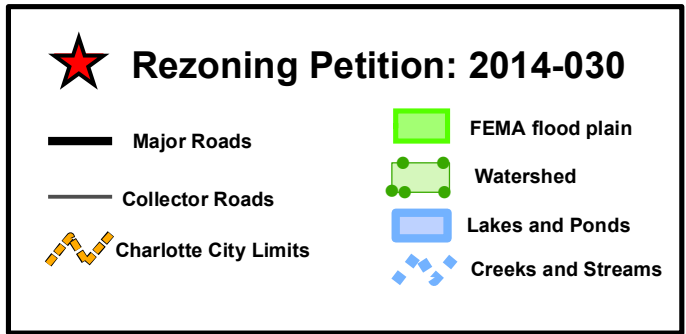 Rezoning Petition: 2014-030
Major Roads
Collector Roads
Charlotte City Limits
FEMA flood plain
Watershed
Lakes and Ponds
Creeks and Streams